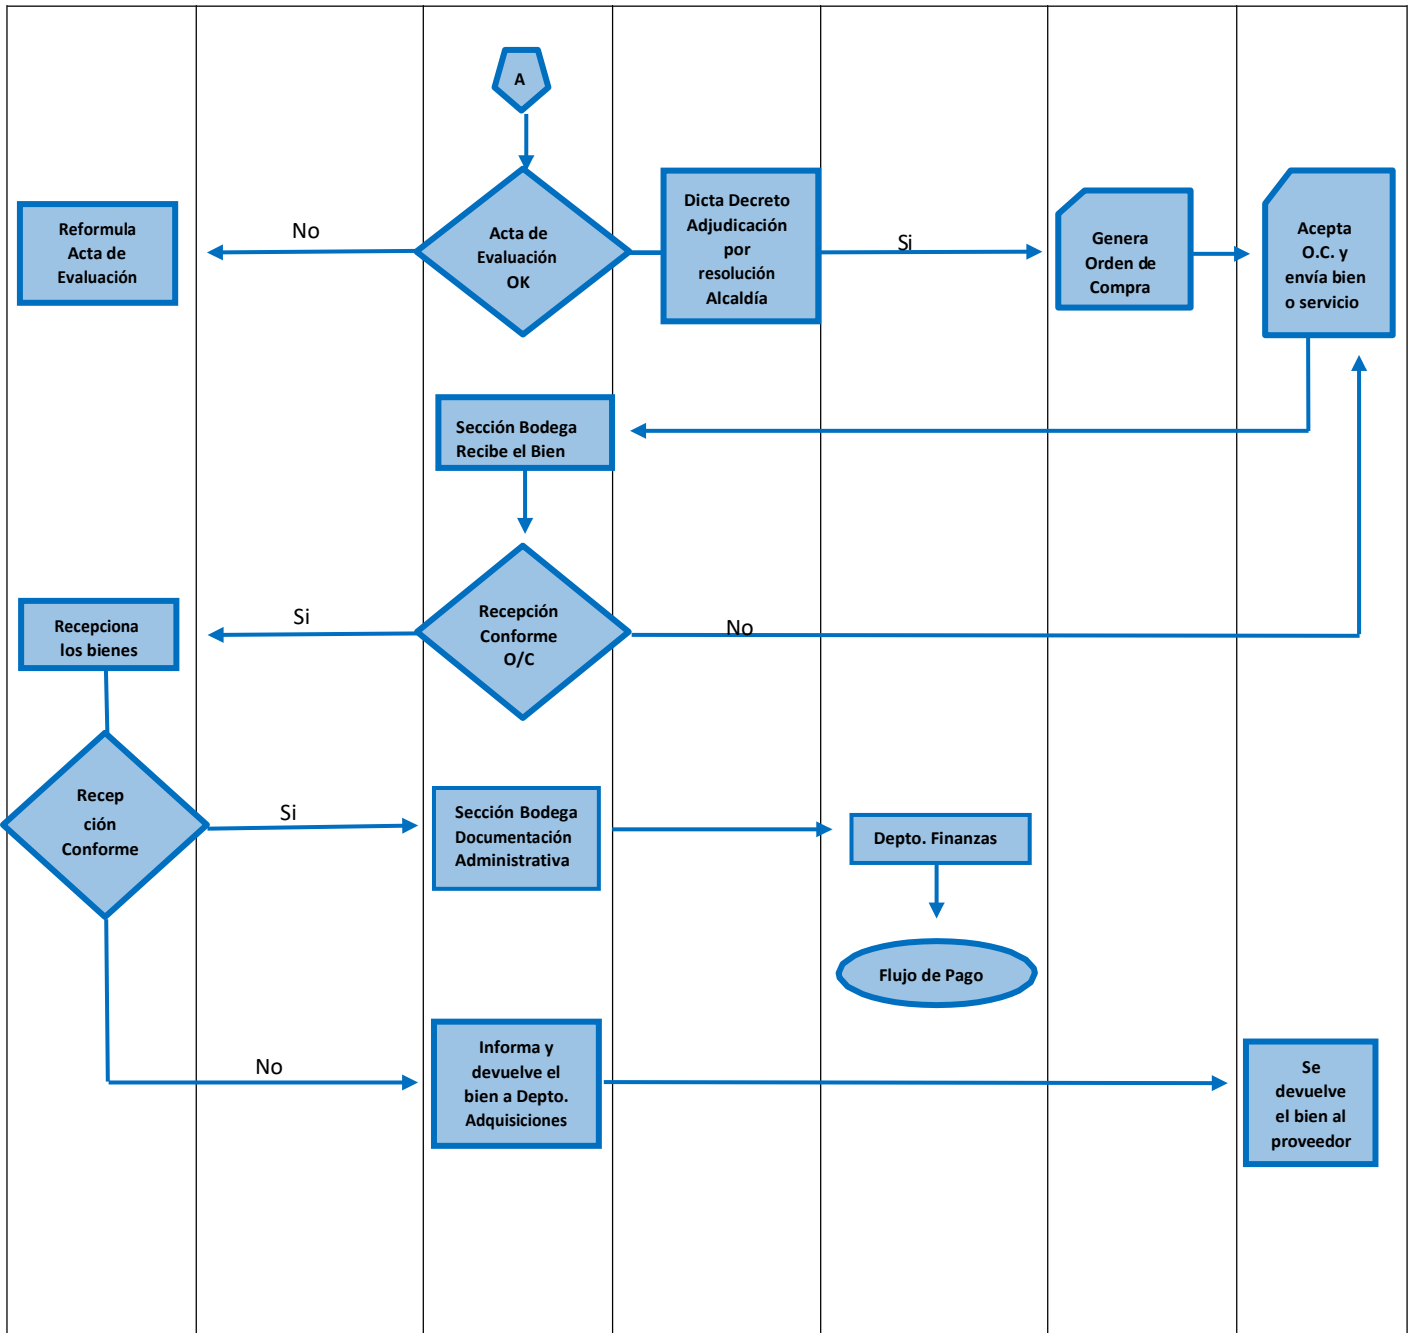 A
Reformula
Acta de
Evaluación
No
Acta de
Evaluación
OK
Dicta Decreto
Adjudicación
por
resolución
Alcaldía
Si
Genera
Orden de
Compra
Acepta
O.C. y
envía bien
o servicio
Sección Bodega
Recibe el Bien
Recepciona
los bienes
Si
Recepción
Conforme
O/C
No
Recep
ción
Conforme
Si
Sección Bodega
Documentación
Administrativa
Depto. Finanzas
Flujo de Pago
No
Informa y
devuelve el
bien a Depto.
Adquisiciones
Se
devuelve
el bien al
proveedor